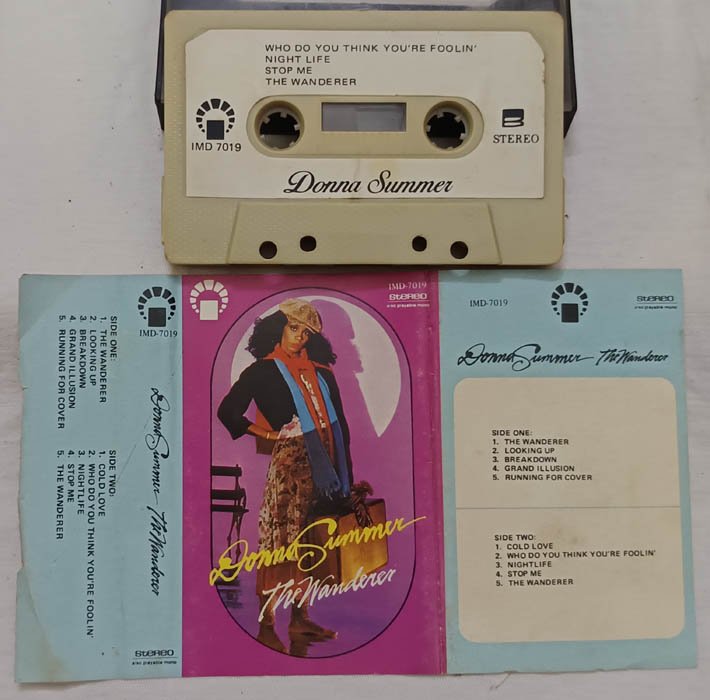 WHO DO YOU THINK YOU'RE FOOLIN'
NIGHT LIFE
STOP ME
THE WANDERER
IMD 7019
B
STEREO
Donna Summer
IMD-7019
SIDE ONE:
1. THE WANDERER
2. LOOKING UP
3. BREAKDOWN
4. GRAND ILLUSION
5. RUNNING FOR COVER
SIDE TWO:
1. COLD LOVE
2. WHO DO YOU THINK YOU'RE FOOLIN'
3. NIGHTLIFE
4. STOP ME
5. THE WANDERER
Donna Summer The Wanderer
STEREO
also playable mono
IMD-7019
STEREO
also playable mono
Donna Summer
The Wanderer
IMD-7019
STEREO
also playable mono
Donna Summer The Wanderer
SIDE ONE:
1. THE WANDERER
2. LOOKING UP
3. BREAKDOWN
4. GRAND ILLUSION
5. RUNNING FOR COVER
SIDE TWO:
1. COLD LOVE
2. WHO DO YOU THINK YOU'RE FOOLIN'
3. NIGHTLIFE
4. STOP ME
5. THE WANDERER